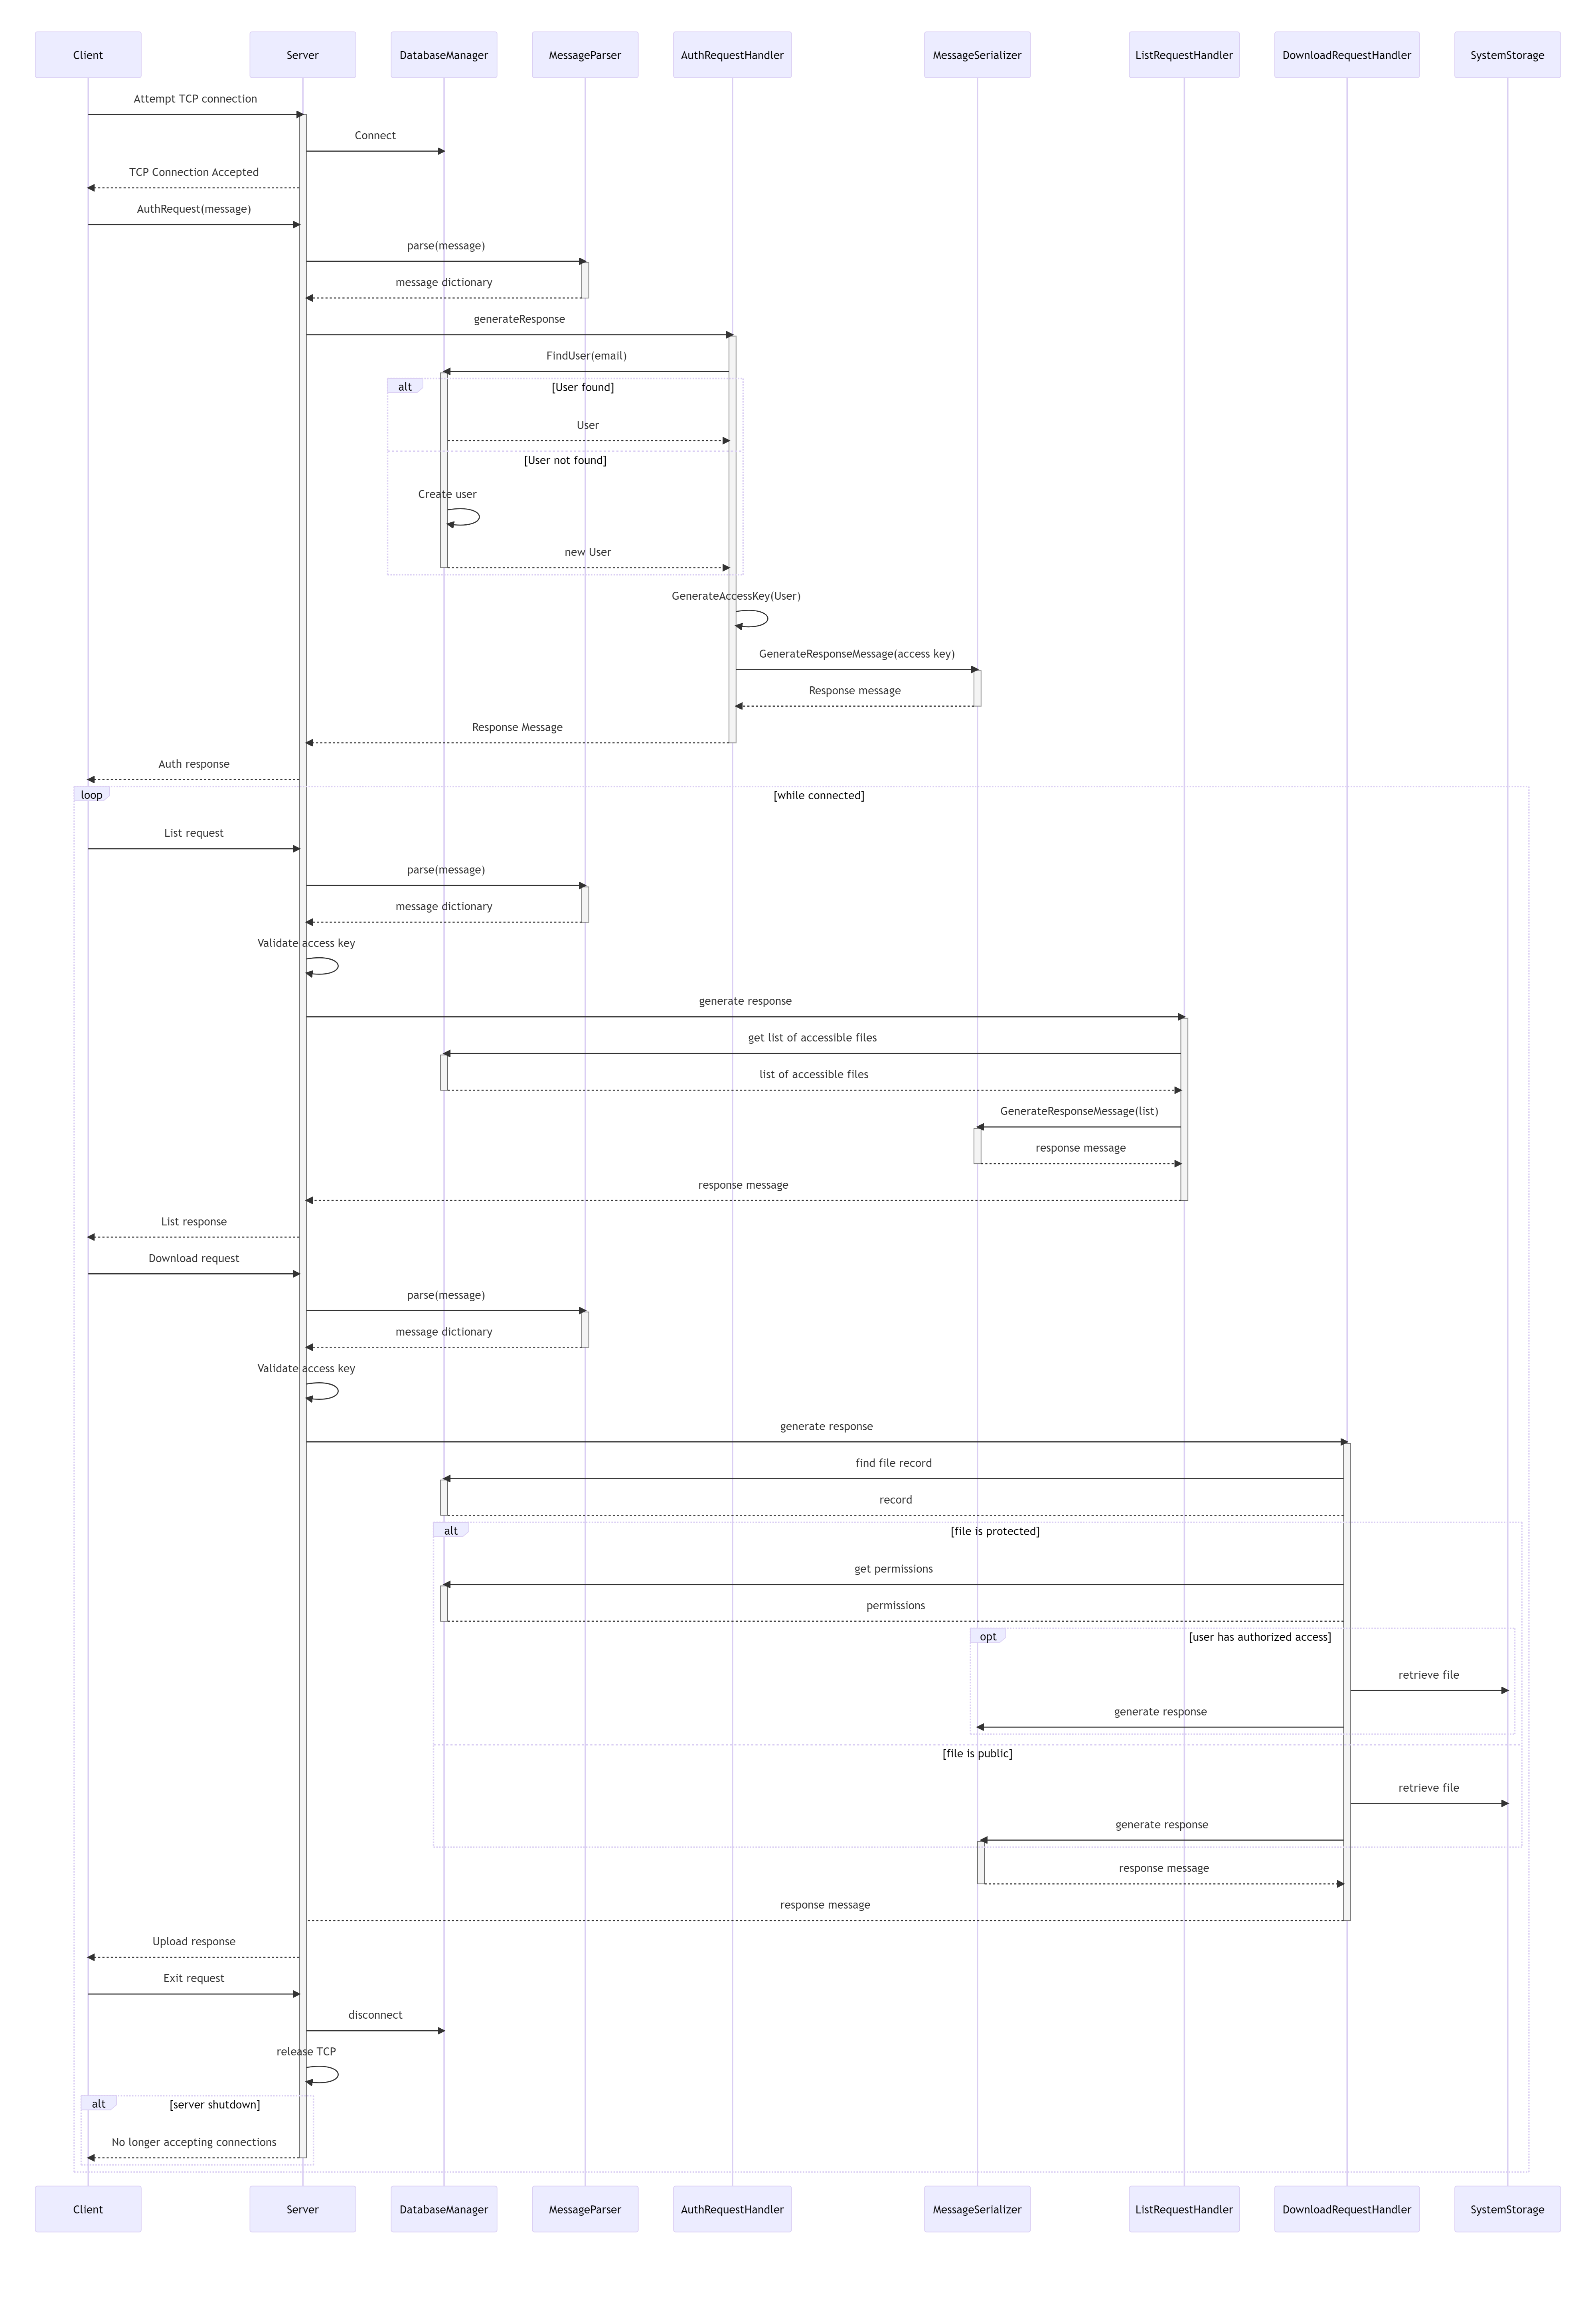 Client
Server
DatabaseManager
MessageParser
AuthRequestHandler
MessageSerializer
ListRequestHandler
DownloadRequestHandler
SystemStorage
Attempt TCP connection
Connect
TCP Connection Accepted
AuthRequest(message)
parse(message)
message dictionary
generateResponse
FindUser(email)
alt
[User found]
User
[User not found]
Create user
new User
GenerateAccessKey(User)
GenerateResponseMessage(access key)
Response message
Response Message
Auth response
loop
[while connected]
List request
parse(message)
message dictionary
Validate access key
generate response
get list of accessible files
list of accessible files
GenerateResponseMessage(list)
response message
response message
List response
Download request
parse(message)
message dictionary
Validate access key
generate response
find file record
record
alt
[file is protected]
get permissions
permissions
opt
[user has authorized access]
retrieve file
generate response
[file is public]
retrieve file
generate response
response message
response message
Upload response
Exit request
disconnect
release TCP
alt
[server shutdown]
No longer accepting connections
Client
Server
DatabaseManager
MessageParser
AuthRequestHandler
MessageSerializer
ListRequestHandler
DownloadRequestHandler
SystemStorage